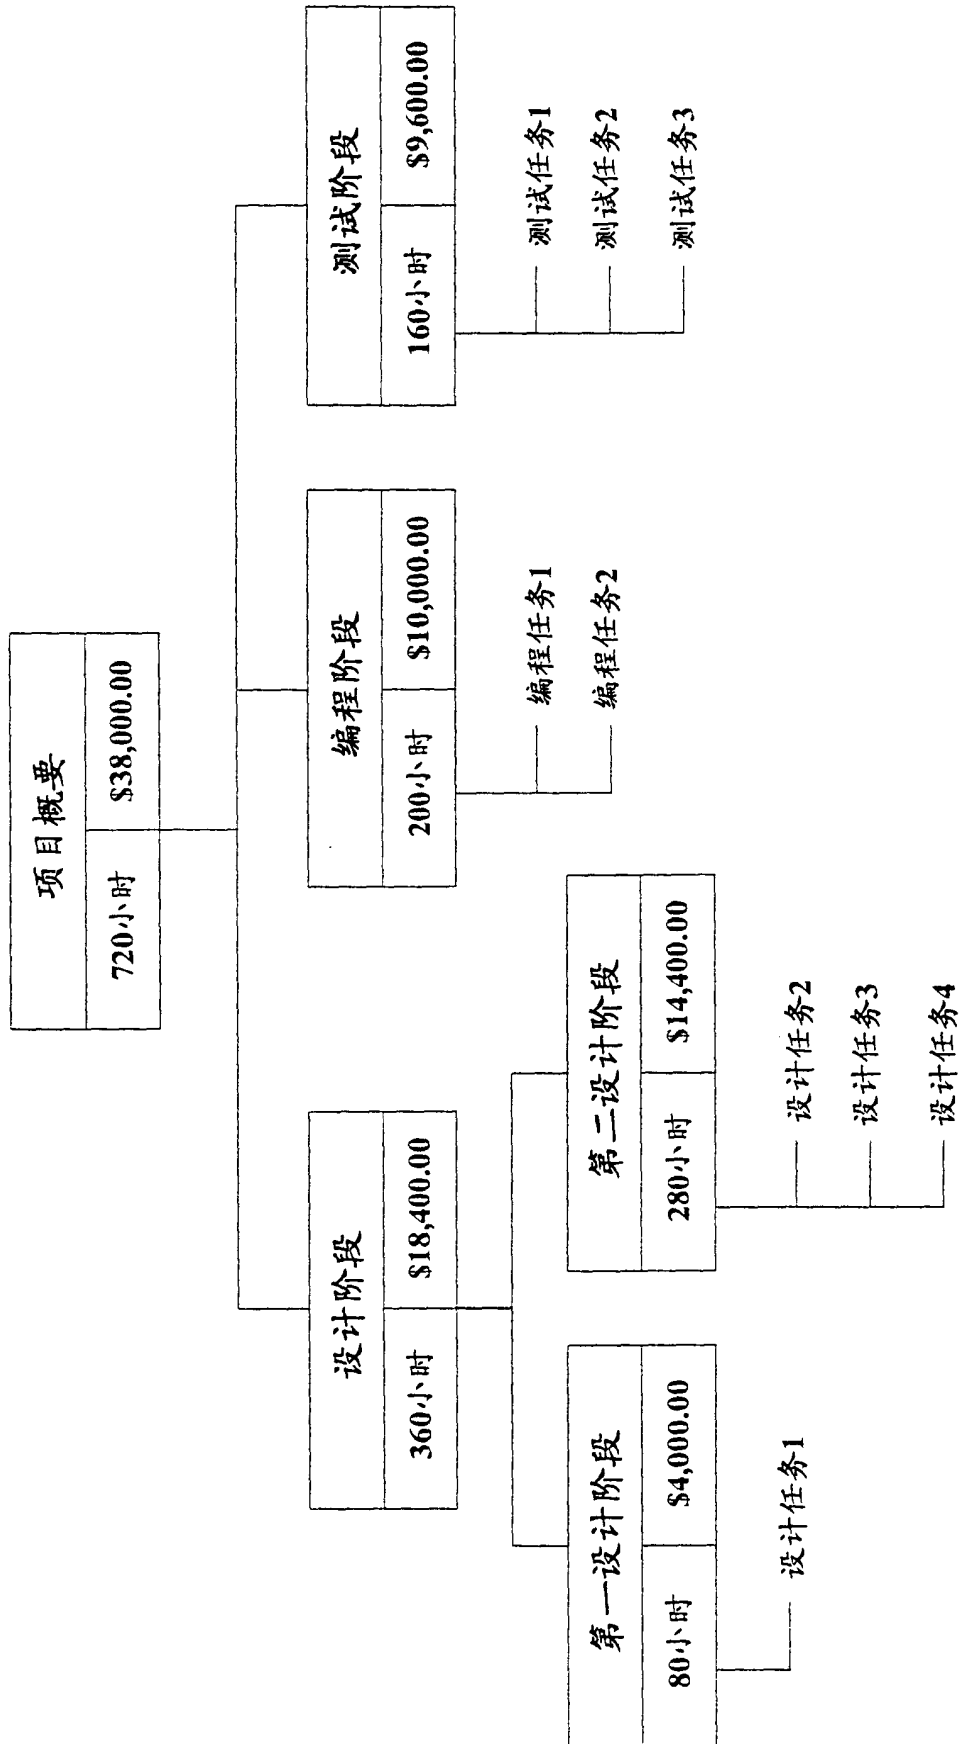 项目概要
720小时 $38,000.00
设计阶段
360小时 $18,400.00
编程阶段
200小时 $10,000.00
测试阶段
160小时 $9,600.00
第一设计阶段
80小时 $4,000.00
设计任务1
第二设计阶段
280小时 $14,400.00
设计任务2
设计任务3
设计任务4
编程任务1
编程任务2
测试任务1
测试任务2
测试任务3